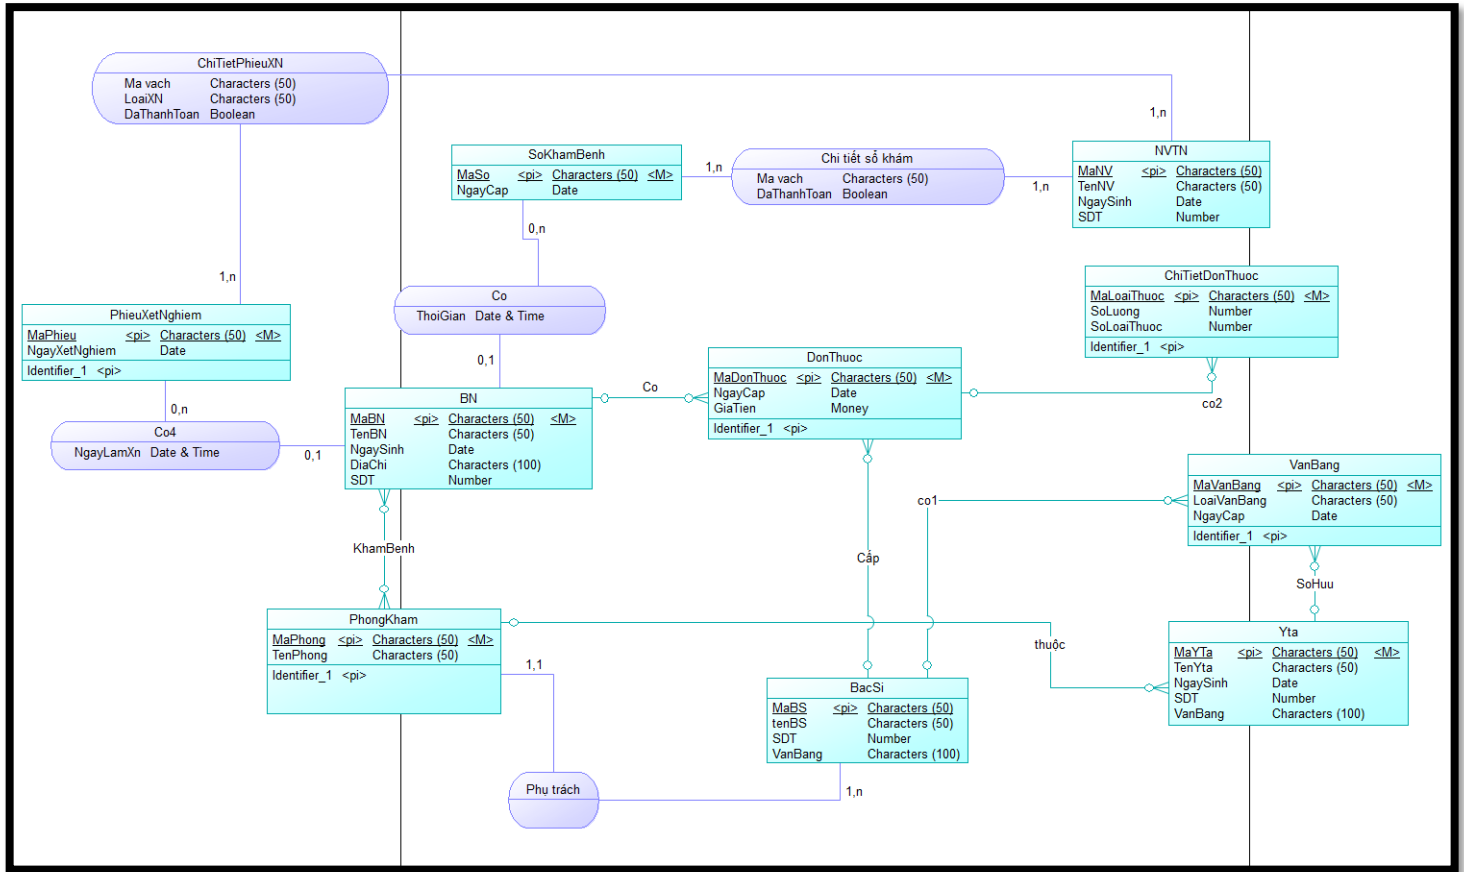 ChiTietPhieuXN
Ma vach Characters (50)
LoaiXN Characters (50)
DaThanhToan Boolean
1,n
SoKhamBenh
MaSo <pi> Characters (50) <M>
NgayCap Date
1,n
Chi tiết sổ khám
Ma vach Characters (50)
DaThanhToan Boolean
1,n
NVTN
MaNV <pi> Characters (50)
TenNV Characters (50)
NgaySinh Date
SDT Number
0,n
1,n
Co
ThoiGian Date & Time
0,1
ChiTietDonThuoc
MaLoaiThuoc <pi> Characters (50) <M>
SoLuong Number
SoLoaiThuoc Number
Identifier_1 <pi>
PhieuXetNghiem
MaPhieu <pi> Characters (50) <M>
NgayXetNghiem Date
Identifier_1 <pi>
0,n
Co4
NgayLamXn Date & Time
0,1
BN
MaBN <pi> Characters (50) <M>
TenBN Characters (50)
NgaySinh Date
DiaChi Characters (100)
SDT Number
Co
DonThuoc
MaDonThuoc <pi> Characters (50) <M>
NgayCap Date
GiaTien Money
Identifier_1 <pi>
co2
VanBang
MaVanBang <pi> Characters (50) <M>
LoaiVanBang Characters (50)
NgayCap Date
Identifier_1 <pi>
co1
KhamBenh
Cấp
SoHuu
PhongKham
MaPhong <pi> Characters (50) <M>
TenPhong Characters (50)
Identifier_1 <pi>
1,1
thuộc
Yta
MaYTa <pi> Characters (50) <M>
TenYta Characters (50)
NgaySinh Date
SDT Number
VanBang Characters (100)
BacSi
MaBS <pi> Characters (50)
tenBS Characters (50)
SDT Number
VanBang Characters (100)
Phụ trách
1,n